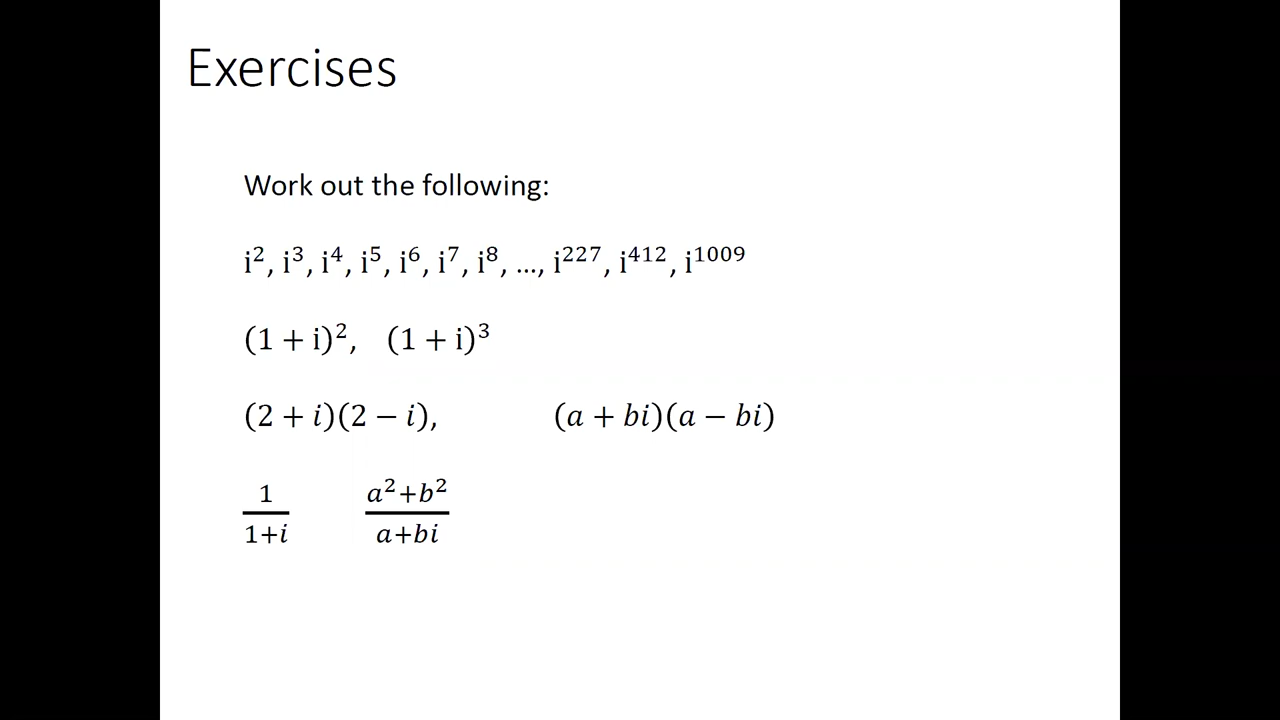 Exercises
Work out the following:
i², i³, i⁴, i⁵, i⁶, i⁷, i⁸, ..., i²²⁷, i⁴¹², i¹⁰⁰⁹
(1 + i)², (1 + i)³
(2 + i)(2 − i), (a + bi)(a − bi)
1/(1+i) (a²+b²)/(a+bi)